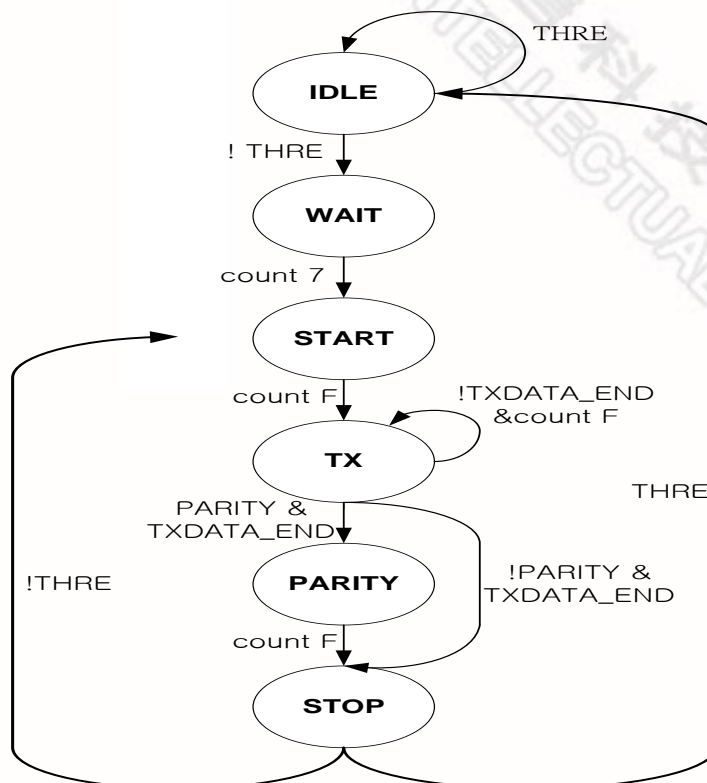 THRE
IDLE
! THRE
WAIT
count 7
START
count F
!TXDATA_END
&count F
TX
THRE
PARITY &
TXDATA_END
!PARITY &
TXDATA_END
!THRE
PARITY
count F
STOP